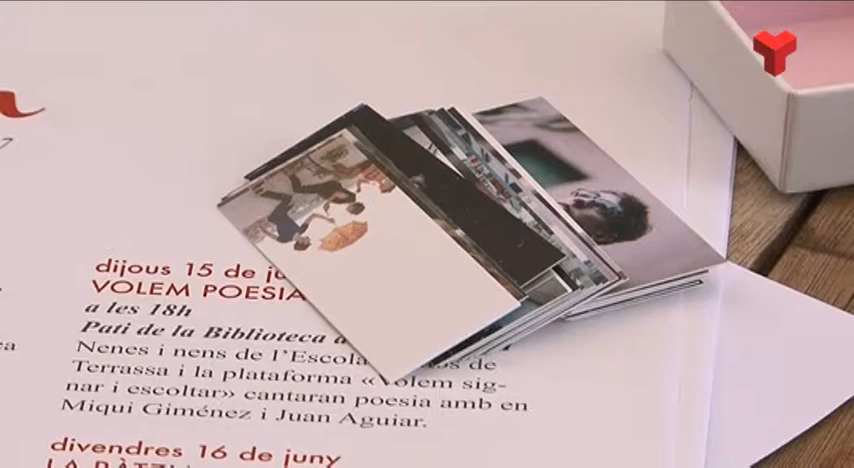 dijous 15 de ju
VOLEM POESIA
a les 18h
Pati de la Biblioteca
Nenes i nens de l'Escola de
Terrassa i la plataforma «Volem sig-
nar i escoltar» cantaran poesia amb en
Miqui Giménez i Juan Aguiar.
divendres 16 de juny